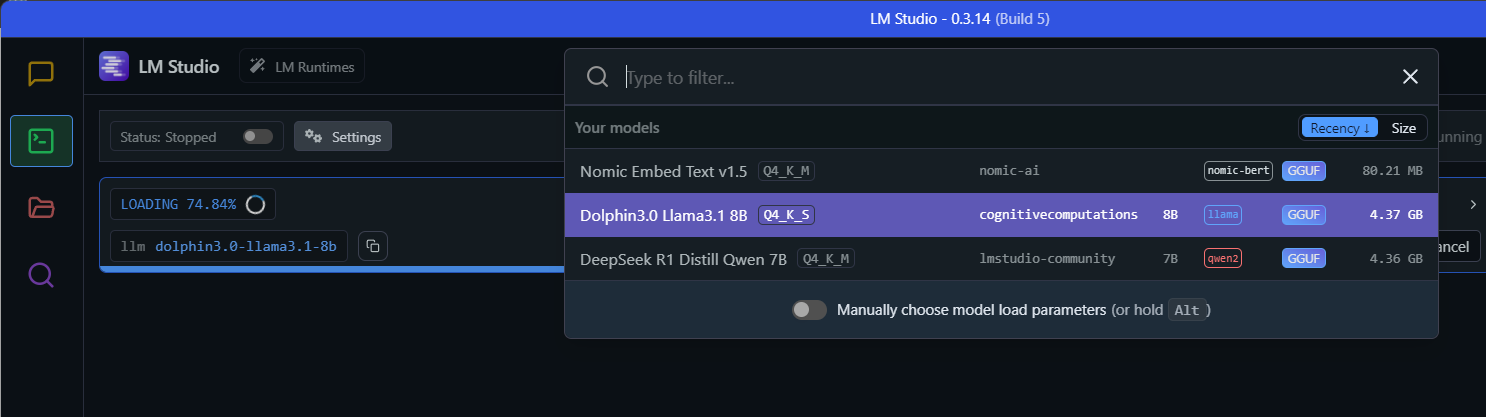 LM Studio - 0.3.14 (Build 5)
LM Studio LM Runtimes
Type to filter...
Your models Recency ↓ Size
Status: Stopped Settings
Nomic Embed Text v1.5 Q4_K_M nomic-ai nomic-bert GGUF 80.21 MB
Dolphin3.0 Llama3.1 8B Q4_K_S cognitivecomputations 8B llama GGUF 4.37 GB
DeepSeek R1 Distill Qwen 7B Q4_K_M lmstudio-community 7B qwen2 GGUF 4.36 GB
Manually choose model load parameters (or hold Alt)
LOADING 74.84%
llm dolphin3.0-llama3.1-8b
unning
ancel